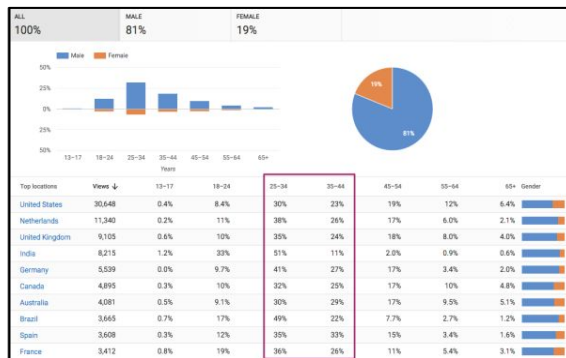 ALL MALE FEMALE
100% 81% 19%
Male Female
50%
25%
0%
25%
50%
13–17 18–24 25–34 35–44 45–54 55–64 65+
Years
19%
81%
Top locations Views ↓ 13–17 18–24 25–34 35–44 45–54 55–64 65+ Gender
United States 30,648 0.4% 8.4% 30% 23% 19% 12% 6.4%
Netherlands 11,340 0.2% 11% 38% 26% 17% 6.0% 2.1%
United Kingdom 9,105 0.6% 10% 35% 24% 18% 8.0% 4.0%
India 8,215 1.2% 33% 51% 11% 2.0% 0.9% 0.6%
Germany 5,539 0.0% 9.7% 41% 27% 17% 3.4% 2.0%
Canada 4,895 0.3% 10% 32% 25% 17% 10% 4.8%
Australia 4,081 0.5% 9.1% 30% 29% 17% 9.5% 5.1%
Brazil 3,665 0.7% 17% 49% 22% 7.7% 2.7% 1.2%
Spain 3,608 0.3% 12% 35% 33% 15% 3.4% 1.6%
France 3,412 0.8% 19% 36% 26% 11% 5.4% 3.1%